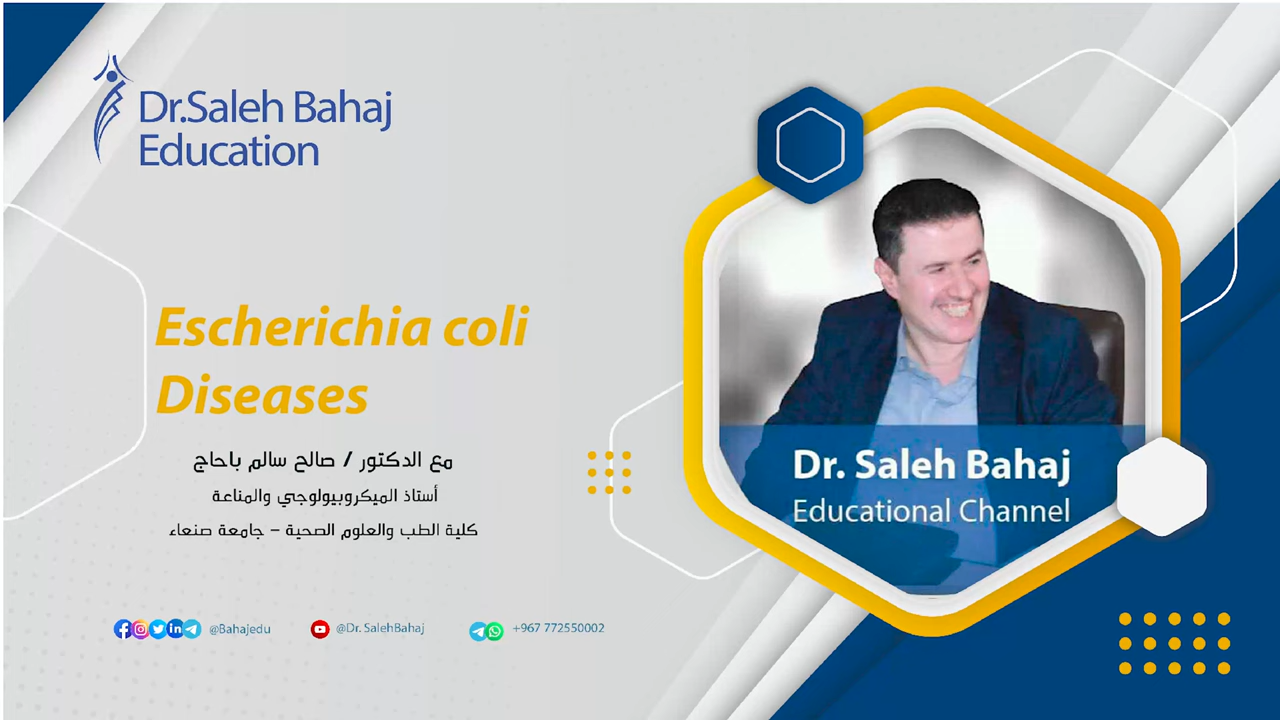 Dr.Saleh Bahaj
Education
Escherichia coli
Diseases
مع الدكتور / صالح سالم باحاج
أستاذ الميكروبيولوجي والمناعة
كلية الطب والعلوم الصحية – جامعة صنعاء
@Bahajedu
@Dr. SalehBahaj
+967 772550002
Dr. Saleh Bahaj
Educational Channel